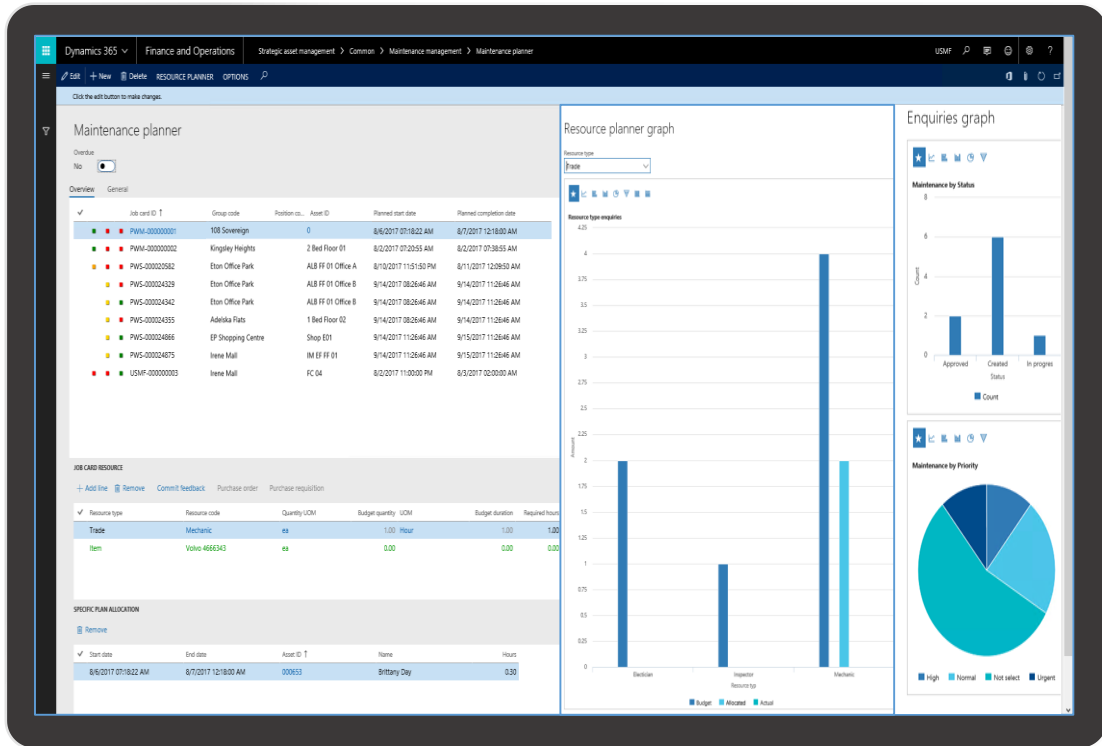 Dynamics 365 Finance and Operations Strategic asset management > Common > Maintenance management > Maintenance planner USMF ?
Edit + New Delete RESOURCE PLANNER OPTIONS
Click the edit button to make changes.
Maintenance planner
Overdue
No
Overview General
Job card ID ↑ Group code Position co... Asset ID Planned start date Planned completion date
PWM-000000001 108 Sovereign 0 8/6/2017 07:18:22 AM 8/7/2017 12:18:00 AM
PWM-000000002 Kingsley Heights 2 Bed Floor 01 8/2/2017 07:20:55 AM 8/2/2017 07:38:55 AM
PWS-000020582 Eton Office Park ALB FF 01 Office A 8/10/2017 11:51:50 PM 8/11/2017 12:09:50 AM
PWS-000024329 Eton Office Park ALB FF 01 Office B 9/14/2017 08:26:46 AM 9/14/2017 11:26:46 AM
PWS-000024342 Eton Office Park ALB FF 01 Office B 9/14/2017 08:26:46 AM 9/14/2017 11:26:46 AM
PWS-000024355 Adelska Flats 1 Bed Floor 02 9/14/2017 08:26:46 AM 9/14/2017 11:26:46 AM
PWS-000024866 EP Shopping Centre Shop E01 9/14/2017 11:26:46 AM 9/15/2017 11:26:46 AM
PWS-000024875 Irene Mall IM EF FF 01 9/14/2017 11:26:46 AM 9/15/2017 11:26:46 AM
USMF-000000003 Irene Mall FC 04 8/2/2017 11:00:00 PM 8/3/2017 02:00:00 AM
JOB CARD RESOURCE
+ Add line Remove Commit feedback Purchase order Purchase requisition
Resource type Resource code Quantity UOM Budget quantity UOM Budget duration Required hours
Trade Mechanic ea 1.00 Hour 1.00 1.00
Item Volvo 4666343 ea 0.00 0.00 0.00
SPECIFIC PLAN ALLOCATION
Remove
Start date End date Asset ID ↑ Name Hours
8/6/2017 07:18:22 AM 8/7/2017 12:18:00 AM 000653 Brittany Day 0.30
Resource planner graph
Resource type
Trade
Resource type enquiries
4.25
4
3.5
3.25
3
2.75
2.5
2.25
2
1.75
1.5
1.25
1
0.75
0.5
0.25
0
Amount
Electician Inspector Mechanic
Resource typ
Budget Allocated Actual
Enquiries graph
Maintenance by Status
8
6
4
2
0
Count
Approved Created In progres
Status
Count
Maintenance by Priority
High Normal Not select Urgent